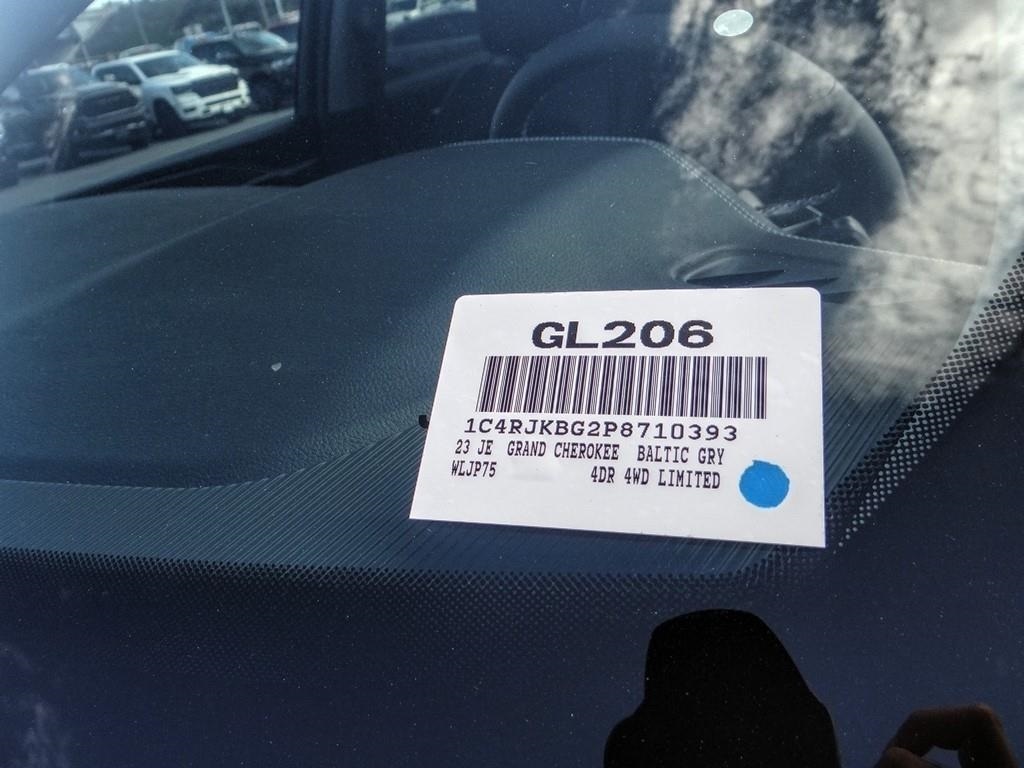 GL206
1C4RJKBG2P8710393
23 JE GRAND CHEROKEE BALTIC GRY
WLJP75 4DR 4WD LIMITED